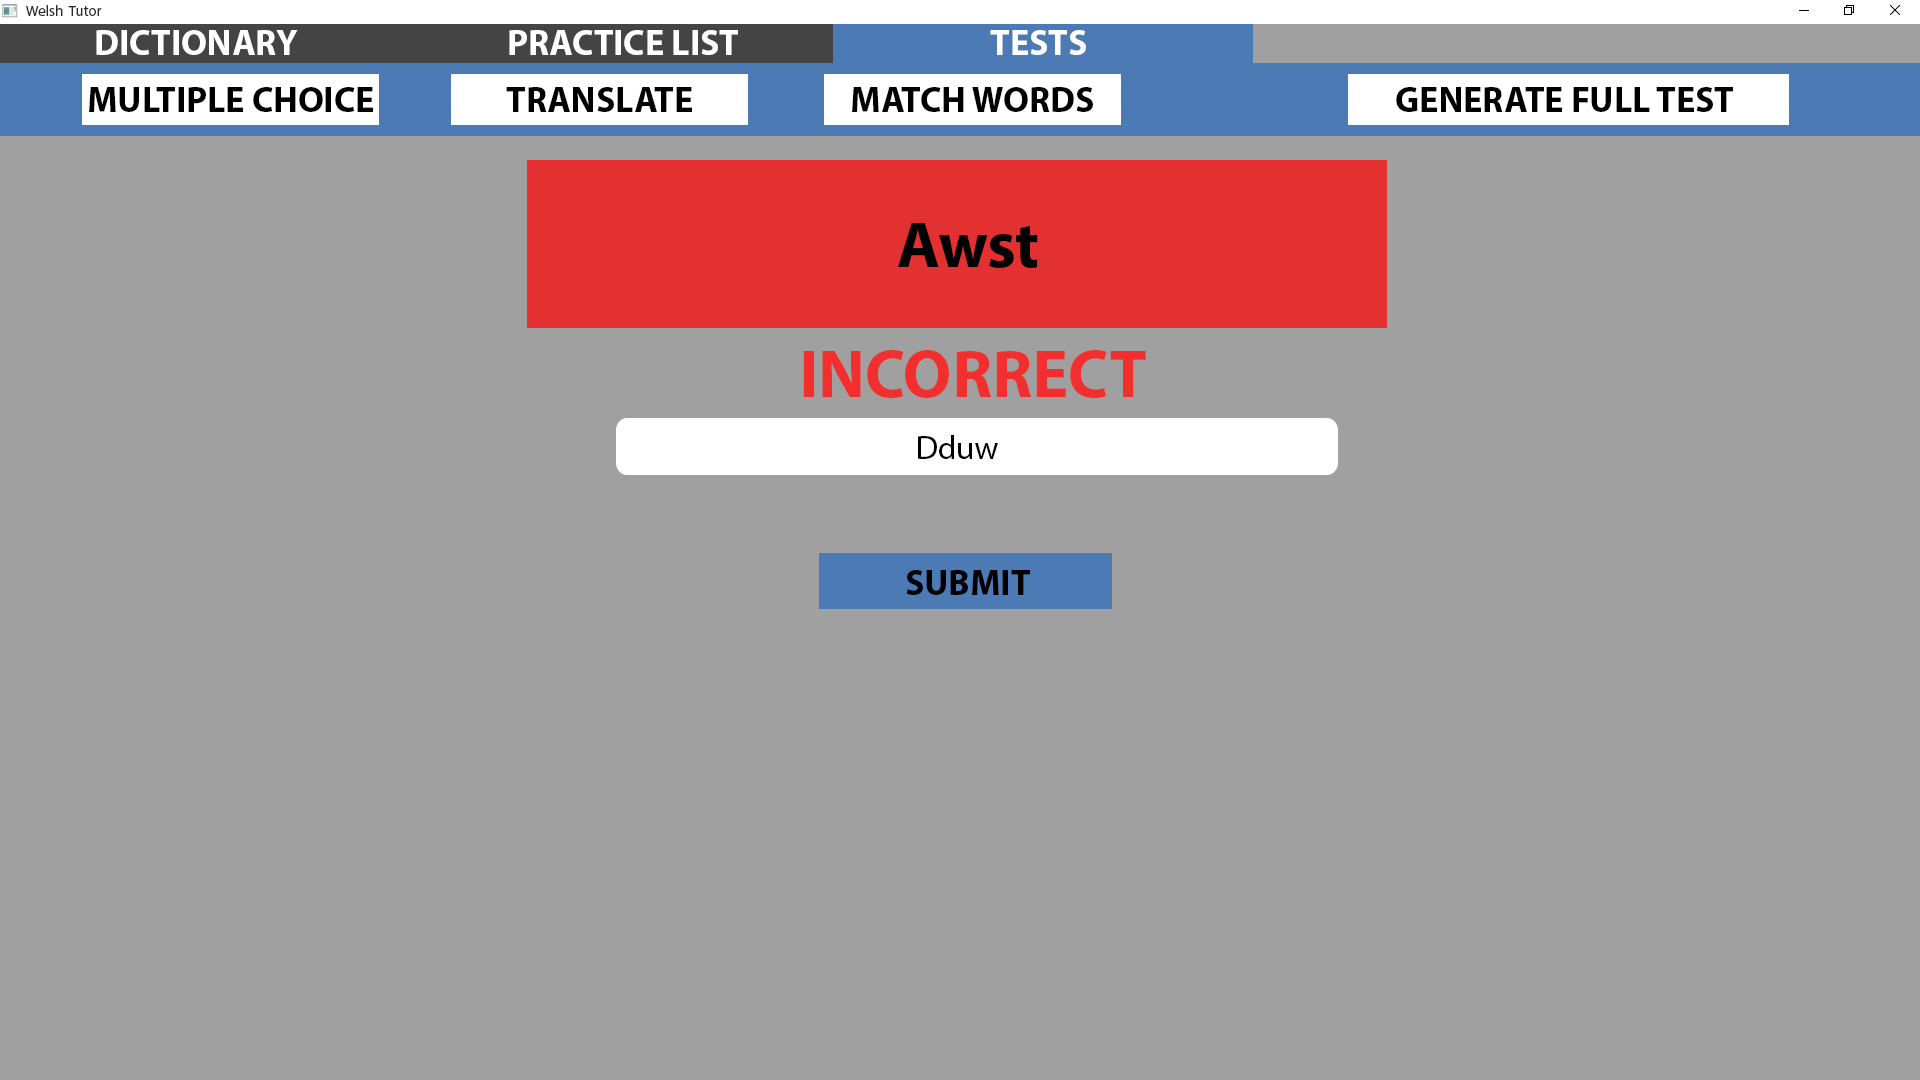 Welsh Tutor
DICTIONARY PRACTICE LIST TESTS
MULTIPLE CHOICE TRANSLATE MATCH WORDS GENERATE FULL TEST
Awst
INCORRECT
Dduw
SUBMIT